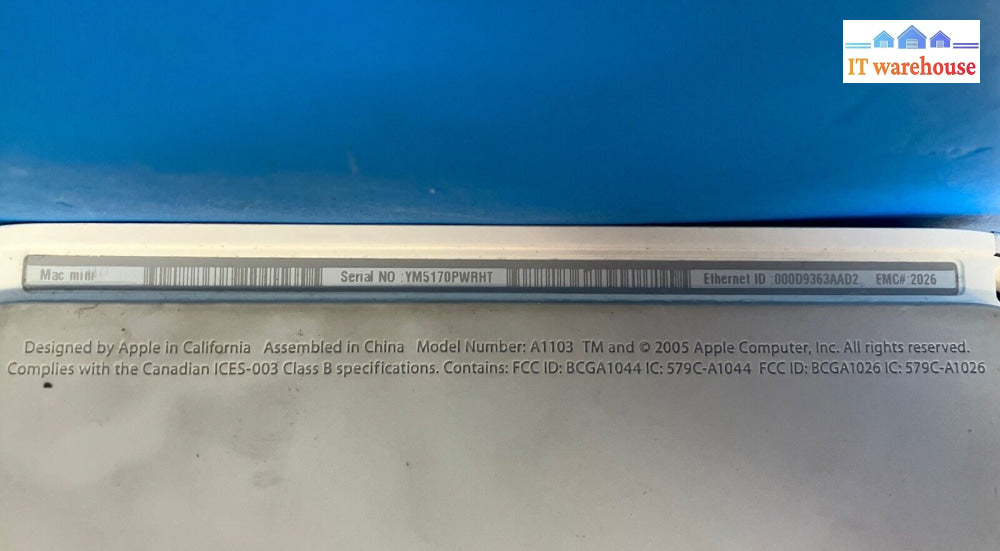 IT warehouse
Mac mini Serial NO :YM5170PWRHT Ethernet ID :000D9363AAD2 EMC#:2026
Designed by Apple in California Assembled in China Model Number: A1103 TM and © 2005 Apple Computer, Inc. All rights reserved.
Complies with the Canadian ICES-003 Class B specifications. Contains: FCC ID: BCGA1044 IC: 579C-A1044 FCC ID: BCGA1026 IC: 579C-A1026